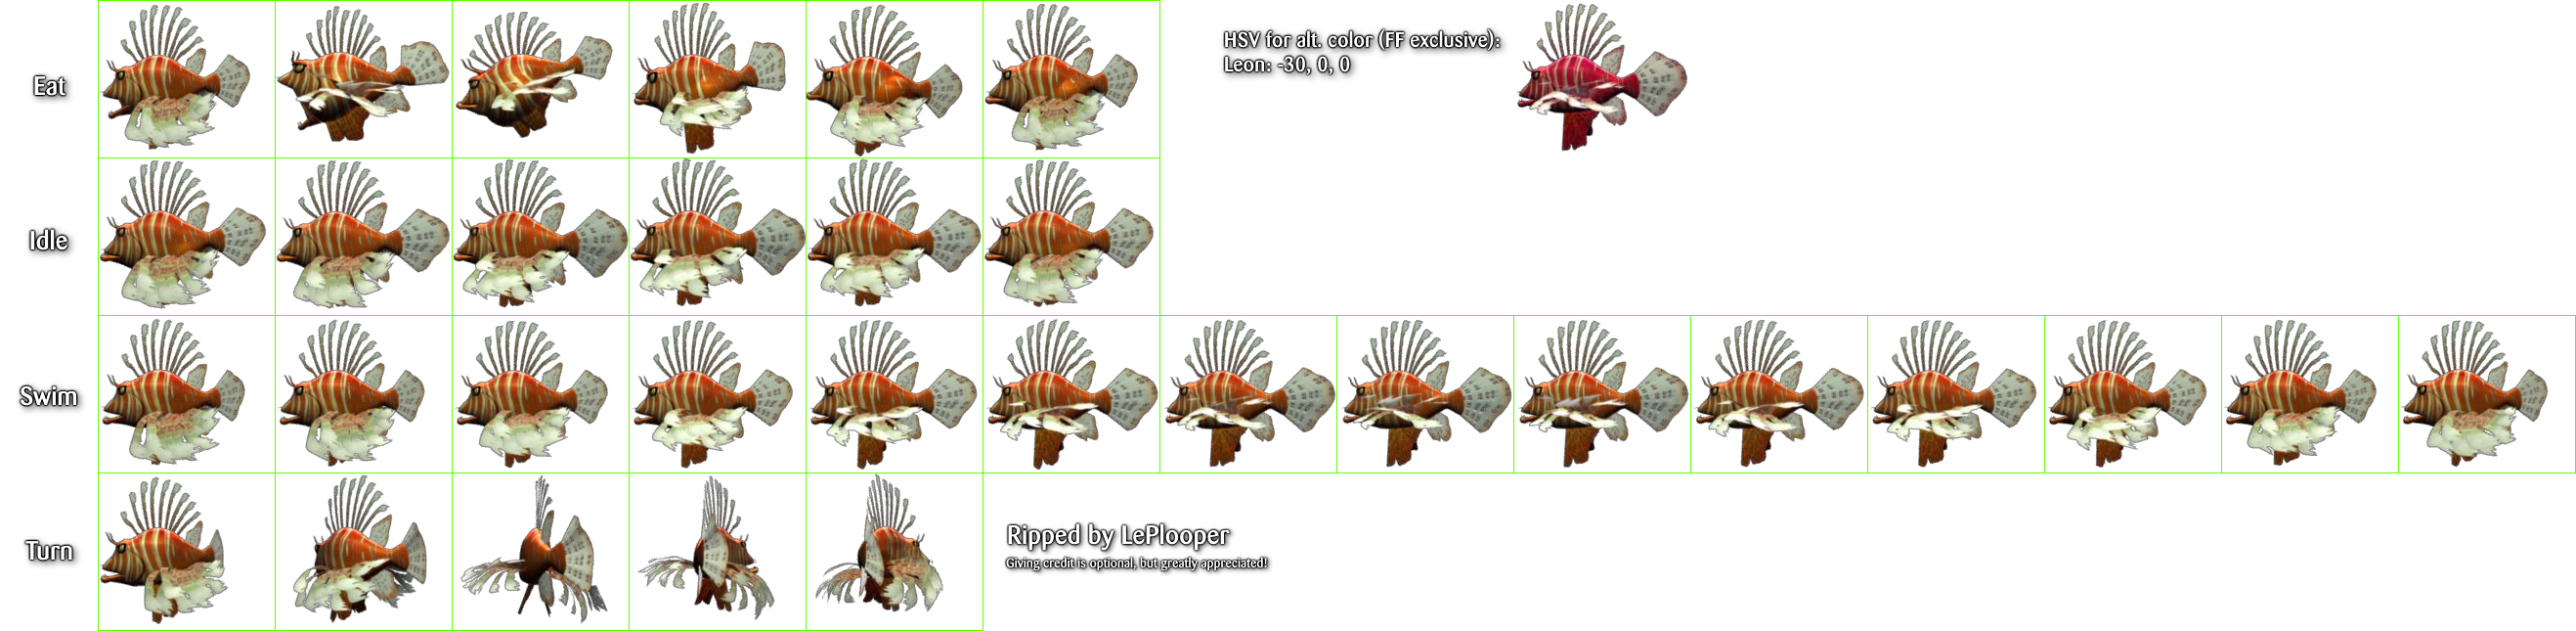 Eat
HSV for alt. color (FF exclusive):
Leon: -30, 0, 0
Idle
Swim
Turn
Ripped by LePlooper
Giving credit is optional, but greatly appreciated!